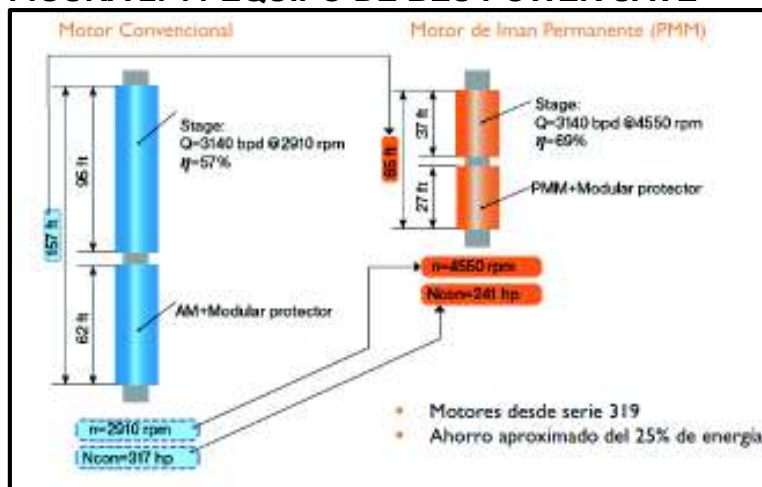 Motor Convencional
95 ft
62 ft
157 ft
Stage:
Q=3140 bpd @2910 rpm
η=57%
AM+Modular protector
n=2910 rpm
Ncon=317 hp
Motor de Iman Permanente (PMM)
37 ft
27 ft
65 ft
Stage:
Q=3140 bpd @4550 rpm
η=69%
PMM+Modular protector
n=4550 rpm
Ncon=241 hp
• Motores desde serie 319
• Ahorro aproximado del 25% de energía